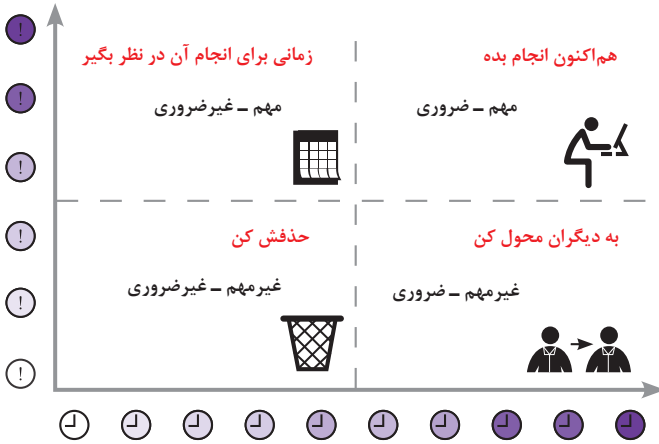 هم‌اکنون انجام بده
مهم ـ ضروری
زمانی برای انجام آن در نظر بگیر
مهم ـ غیرضروری
به دیگران محول کن
غیرمهم ـ ضروری
حذفش کن
غیرمهم ـ غیرضروری